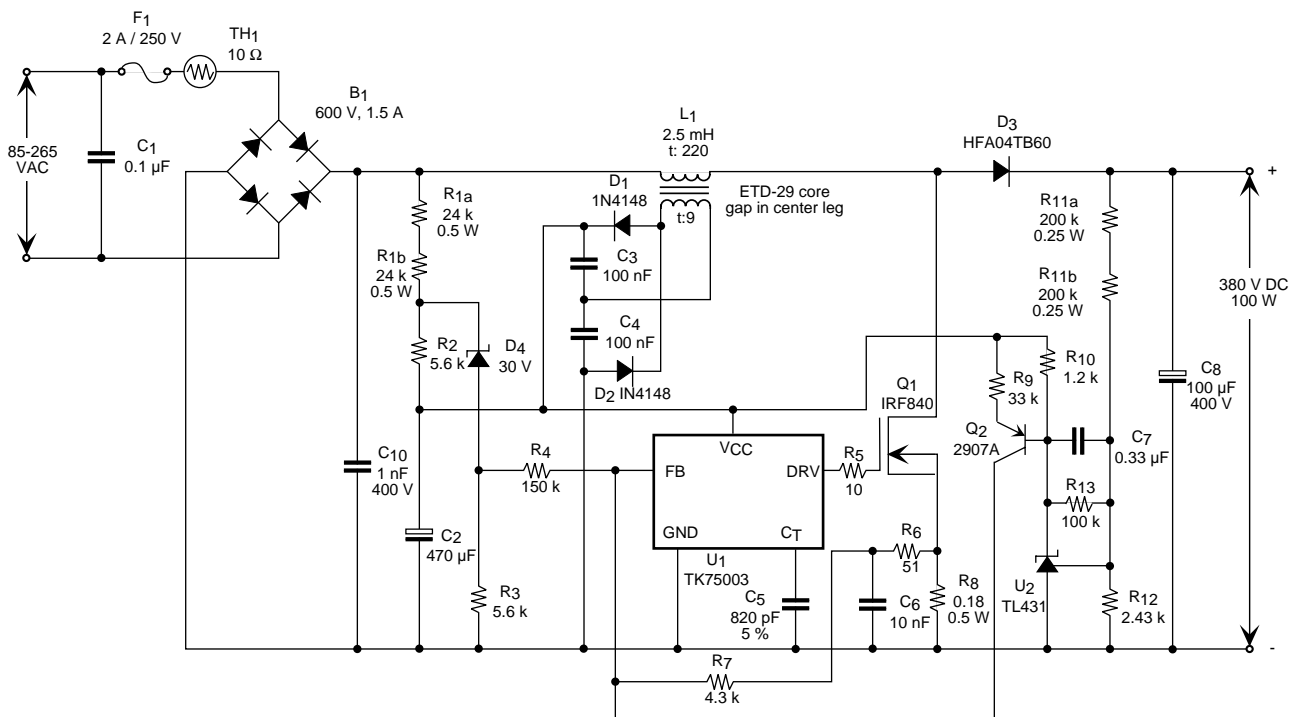 F1
2 A / 250 V
TH1
10 Ω
B1
600 V, 1.5 A
85-265
VAC
C1
0.1 µF
L1
2.5 mH
t: 220
ETD-29 core
gap in center leg
t:9
D3
HFA04TB60
+
R1a
24 k
0.5 W
R1b
24 k
0.5 W
D1
1N4148
C3
100 nF
C4
100 nF
D2 IN4148
R2
5.6 k
D4
30 V
R11a
200 k
0.25 W
R11b
200 k
0.25 W
380 V DC
100 W
Q1
IRF840
R9
33 k
R10
1.2 k
C8
100 µF
400 V
Q2
2907A
C7
0.33 µF
C10
1 nF
400 V
R4
150 k
VCC
FB
DRV
GND
CT
U1
TK75003
R5
10
R13
100 k
C2
470 µF
R6
51
U2
TL431
R3
5.6 k
C5
820 pF
5 %
C6
10 nF
R8
0.18
0.5 W
R12
2.43 k
-
R7
4.3 k